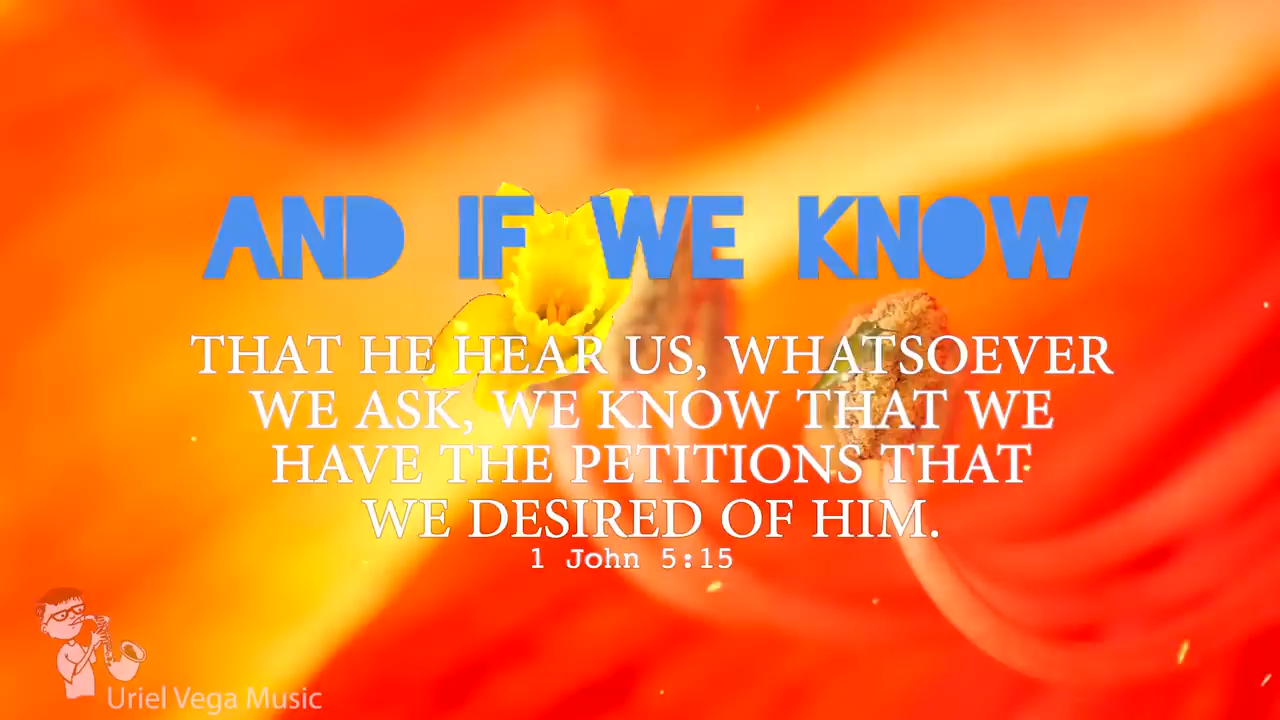 AND IF WE KNOW
THAT HE HEAR US, WHATSOEVER
WE ASK, WE KNOW THAT WE
HAVE THE PETITIONS THAT
WE DESIRED OF HIM.
1 John 5:15
Uriel Vega Music